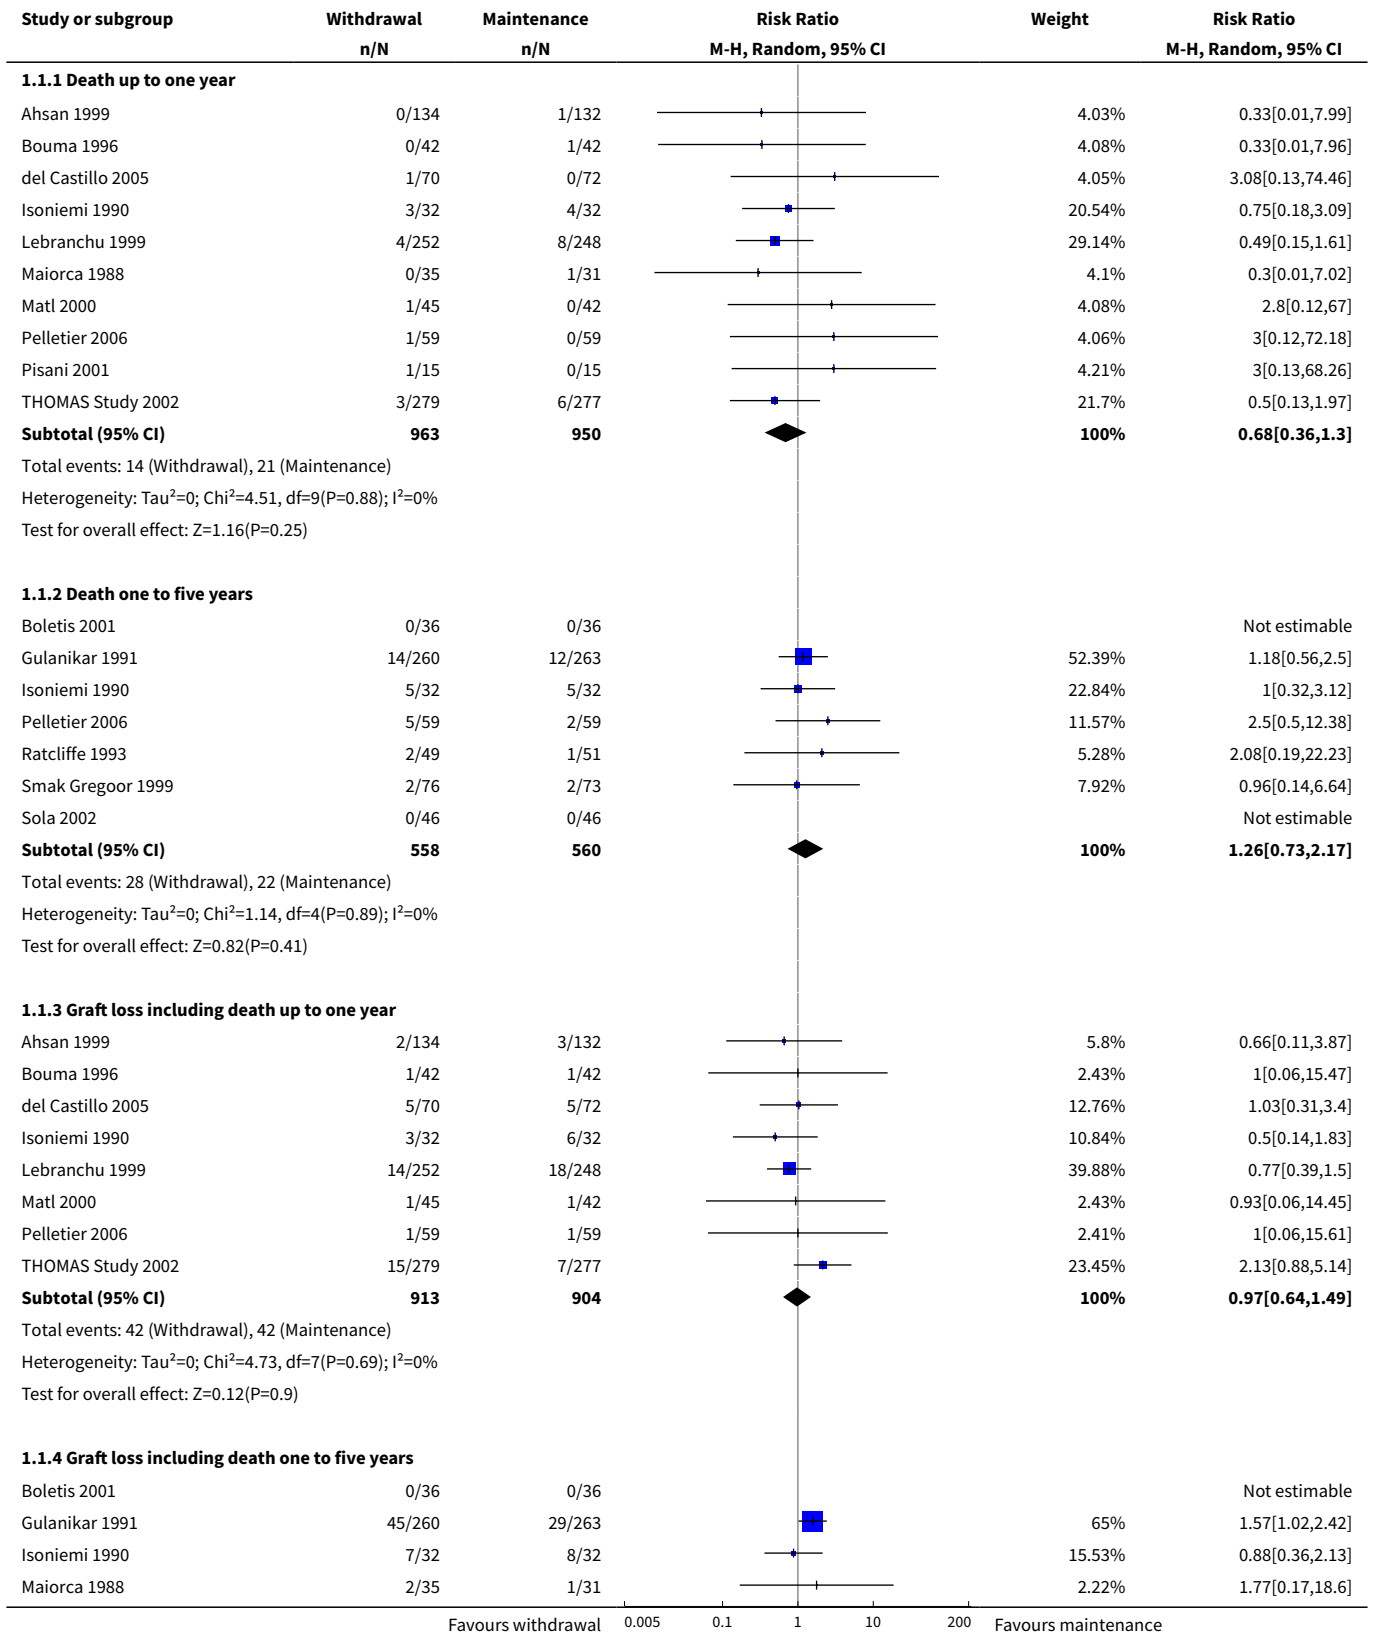 Study or subgroup Withdrawal Maintenance Risk Ratio Weight Risk Ratio
n/N n/N M-H, Random, 95% CI M-H, Random, 95% CI
1.1.1 Death up to one year
Ahsan 1999 0/134 1/132 4.03% 0.33[0.01,7.99]
Bouma 1996 0/42 1/42 4.08% 0.33[0.01,7.96]
del Castillo 2005 1/70 0/72 4.05% 3.08[0.13,74.46]
Isoniemi 1990 3/32 4/32 20.54% 0.75[0.18,3.09]
Lebranchu 1999 4/252 8/248 29.14% 0.49[0.15,1.61]
Maiorca 1988 0/35 1/31 4.1% 0.3[0.01,7.02]
Matl 2000 1/45 0/42 4.08% 2.8[0.12,67]
Pelletier 2006 1/59 0/59 4.06% 3[0.12,72.18]
Pisani 2001 1/15 0/15 4.21% 3[0.13,68.26]
THOMAS Study 2002 3/279 6/277 21.7% 0.5[0.13,1.97]
Subtotal (95% CI) 963 950 100% 0.68[0.36,1.3]
Total events: 14 (Withdrawal), 21 (Maintenance)
Heterogeneity: Tau²=0; Chi²=4.51, df=9(P=0.88); I²=0%
Test for overall effect: Z=1.16(P=0.25)
1.1.2 Death one to five years
Boletis 2001 0/36 0/36 Not estimable
Gulanikar 1991 14/260 12/263 52.39% 1.18[0.56,2.5]
Isoniemi 1990 5/32 5/32 22.84% 1[0.32,3.12]
Pelletier 2006 5/59 2/59 11.57% 2.5[0.5,12.38]
Ratcliffe 1993 2/49 1/51 5.28% 2.08[0.19,22.23]
Smak Gregoor 1999 2/76 2/73 7.92% 0.96[0.14,6.64]
Sola 2002 0/46 0/46 Not estimable
Subtotal (95% CI) 558 560 100% 1.26[0.73,2.17]
Total events: 28 (Withdrawal), 22 (Maintenance)
Heterogeneity: Tau²=0; Chi²=1.14, df=4(P=0.89); I²=0%
Test for overall effect: Z=0.82(P=0.41)
1.1.3 Graft loss including death up to one year
Ahsan 1999 2/134 3/132 5.8% 0.66[0.11,3.87]
Bouma 1996 1/42 1/42 2.43% 1[0.06,15.47]
del Castillo 2005 5/70 5/72 12.76% 1.03[0.31,3.4]
Isoniemi 1990 3/32 6/32 10.84% 0.5[0.14,1.83]
Lebranchu 1999 14/252 18/248 39.88% 0.77[0.39,1.5]
Matl 2000 1/45 1/42 2.43% 0.93[0.06,14.45]
Pelletier 2006 1/59 1/59 2.41% 1[0.06,15.61]
THOMAS Study 2002 15/279 7/277 23.45% 2.13[0.88,5.14]
Subtotal (95% CI) 913 904 100% 0.97[0.64,1.49]
Total events: 42 (Withdrawal), 42 (Maintenance)
Heterogeneity: Tau²=0; Chi²=4.73, df=7(P=0.69); I²=0%
Test for overall effect: Z=0.12(P=0.9)
1.1.4 Graft loss including death one to five years
Boletis 2001 0/36 0/36 Not estimable
Gulanikar 1991 45/260 29/263 65% 1.57[1.02,2.42]
Isoniemi 1990 7/32 8/32 15.53% 0.88[0.36,2.13]
Maiorca 1988 2/35 1/31 2.22% 1.77[0.17,18.6]
Favours withdrawal 0.005 0.1 1 10 200 Favours maintenance